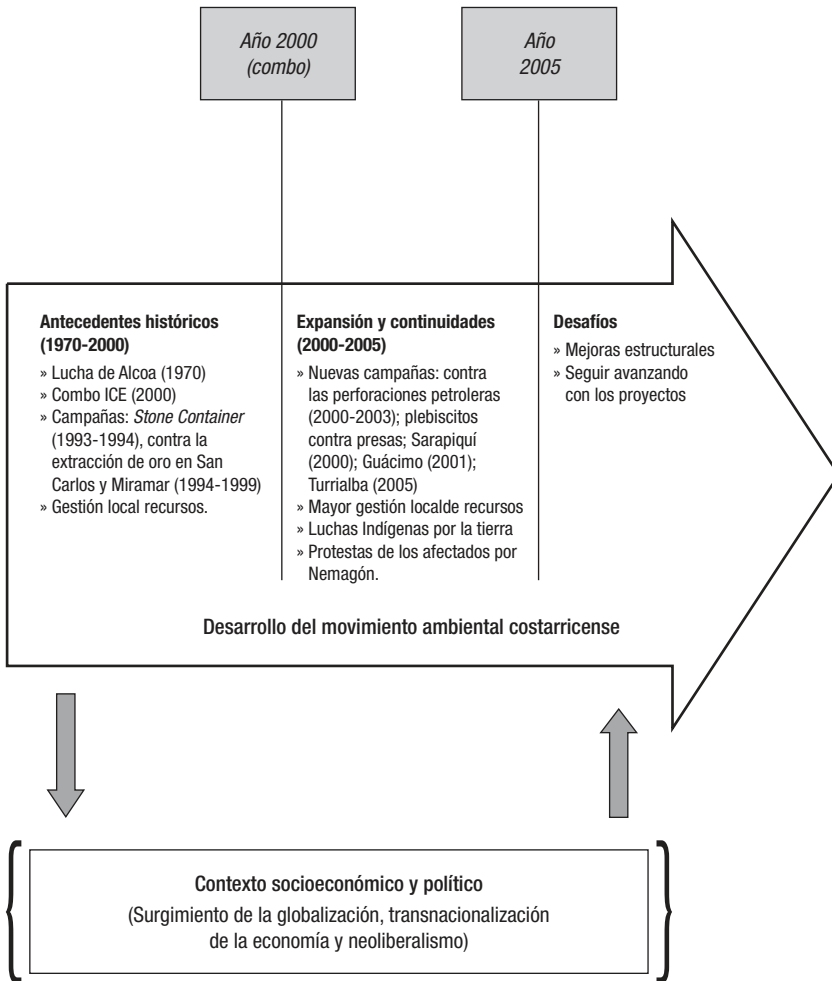 Año 2000
(combo)
Año
2005
Antecedentes históricos
(1970-2000)
» Lucha de Alcoa (1970)
» Combo ICE (2000)
» Campañas: Stone Container
(1993-1994), contra la
extracción de oro en San
Carlos y Miramar (1994-1999)
» Gestión local recursos.
Expansión y continuidades
(2000-2005)
» Nuevas campañas: contra
las perforaciones petroleras
(2000-2003); plebiscitos
contra presas; Sarapiquí
(2000); Guácimo (2001);
Turrialba (2005)
» Mayor gestión localde recursos
» Luchas Indígenas por la tierra
» Protestas de los afectados por
Nemagón.
Desafíos
» Mejoras estructurales
» Seguir avanzando
con los proyectos
Desarrollo del movimiento ambiental costarricense
Contexto socioeconómico y político
(Surgimiento de la globalización, transnacionalización
de la economía y neoliberalismo)